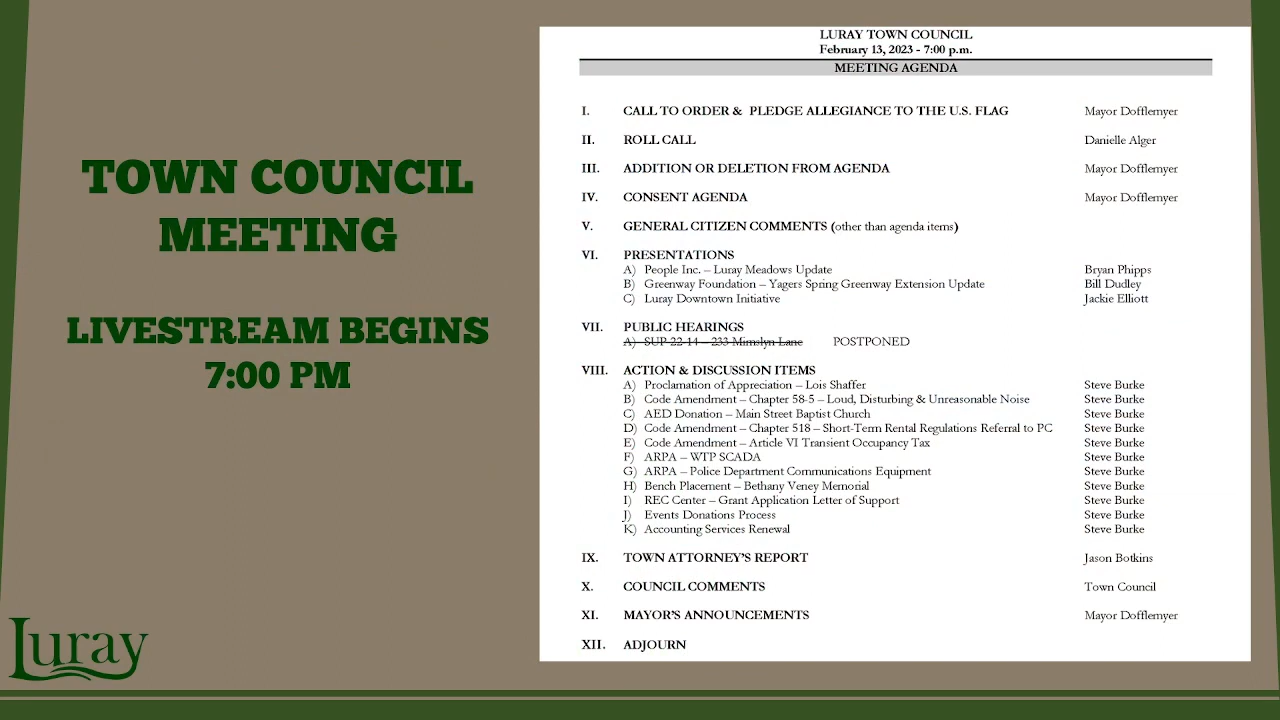 TOWN COUNCIL
MEETING
LIVESTREAM BEGINS
7:00 PM
Luray
LURAY TOWN COUNCIL
February 13, 2023 - 7:00 p.m.
MEETING AGENDA
I. CALL TO ORDER & PLEDGE ALLEGIANCE TO THE U.S. FLAG Mayor Dofflemyer
II. ROLL CALL Danielle Alger
III. ADDITION OR DELETION FROM AGENDA Mayor Dofflemyer
IV. CONSENT AGENDA Mayor Dofflemyer
V. GENERAL CITIZEN COMMENTS (other than agenda items)
VI. PRESENTATIONS
A) People Inc. – Luray Meadows Update Bryan Phipps
B) Greenway Foundation – Yagers Spring Greenway Extension Update Bill Dudley
C) Luray Downtown Initiative Jackie Elliott
VII. PUBLIC HEARINGS
A) SUP 22-14 – 233 Mimslyn Lane POSTPONED
VIII. ACTION & DISCUSSION ITEMS
A) Proclamation of Appreciation – Lois Shaffer Steve Burke
B) Code Amendment – Chapter 58-5 – Loud, Disturbing & Unreasonable Noise Steve Burke
C) AED Donation – Main Street Baptist Church Steve Burke
D) Code Amendment – Chapter 518 – Short-Term Rental Regulations Referral to PC Steve Burke
E) Code Amendment – Article VI Transient Occupancy Tax Steve Burke
F) ARPA – WTP SCADA Steve Burke
G) ARPA – Police Department Communications Equipment Steve Burke
H) Bench Placement – Bethany Veney Memorial Steve Burke
I) REC Center – Grant Application Letter of Support Steve Burke
J) Events Donations Process Steve Burke
K) Accounting Services Renewal Steve Burke
IX. TOWN ATTORNEY'S REPORT Jason Botkins
X. COUNCIL COMMENTS Town Council
XI. MAYOR'S ANNOUNCEMENTS Mayor Dofflemyer
XII. ADJOURN